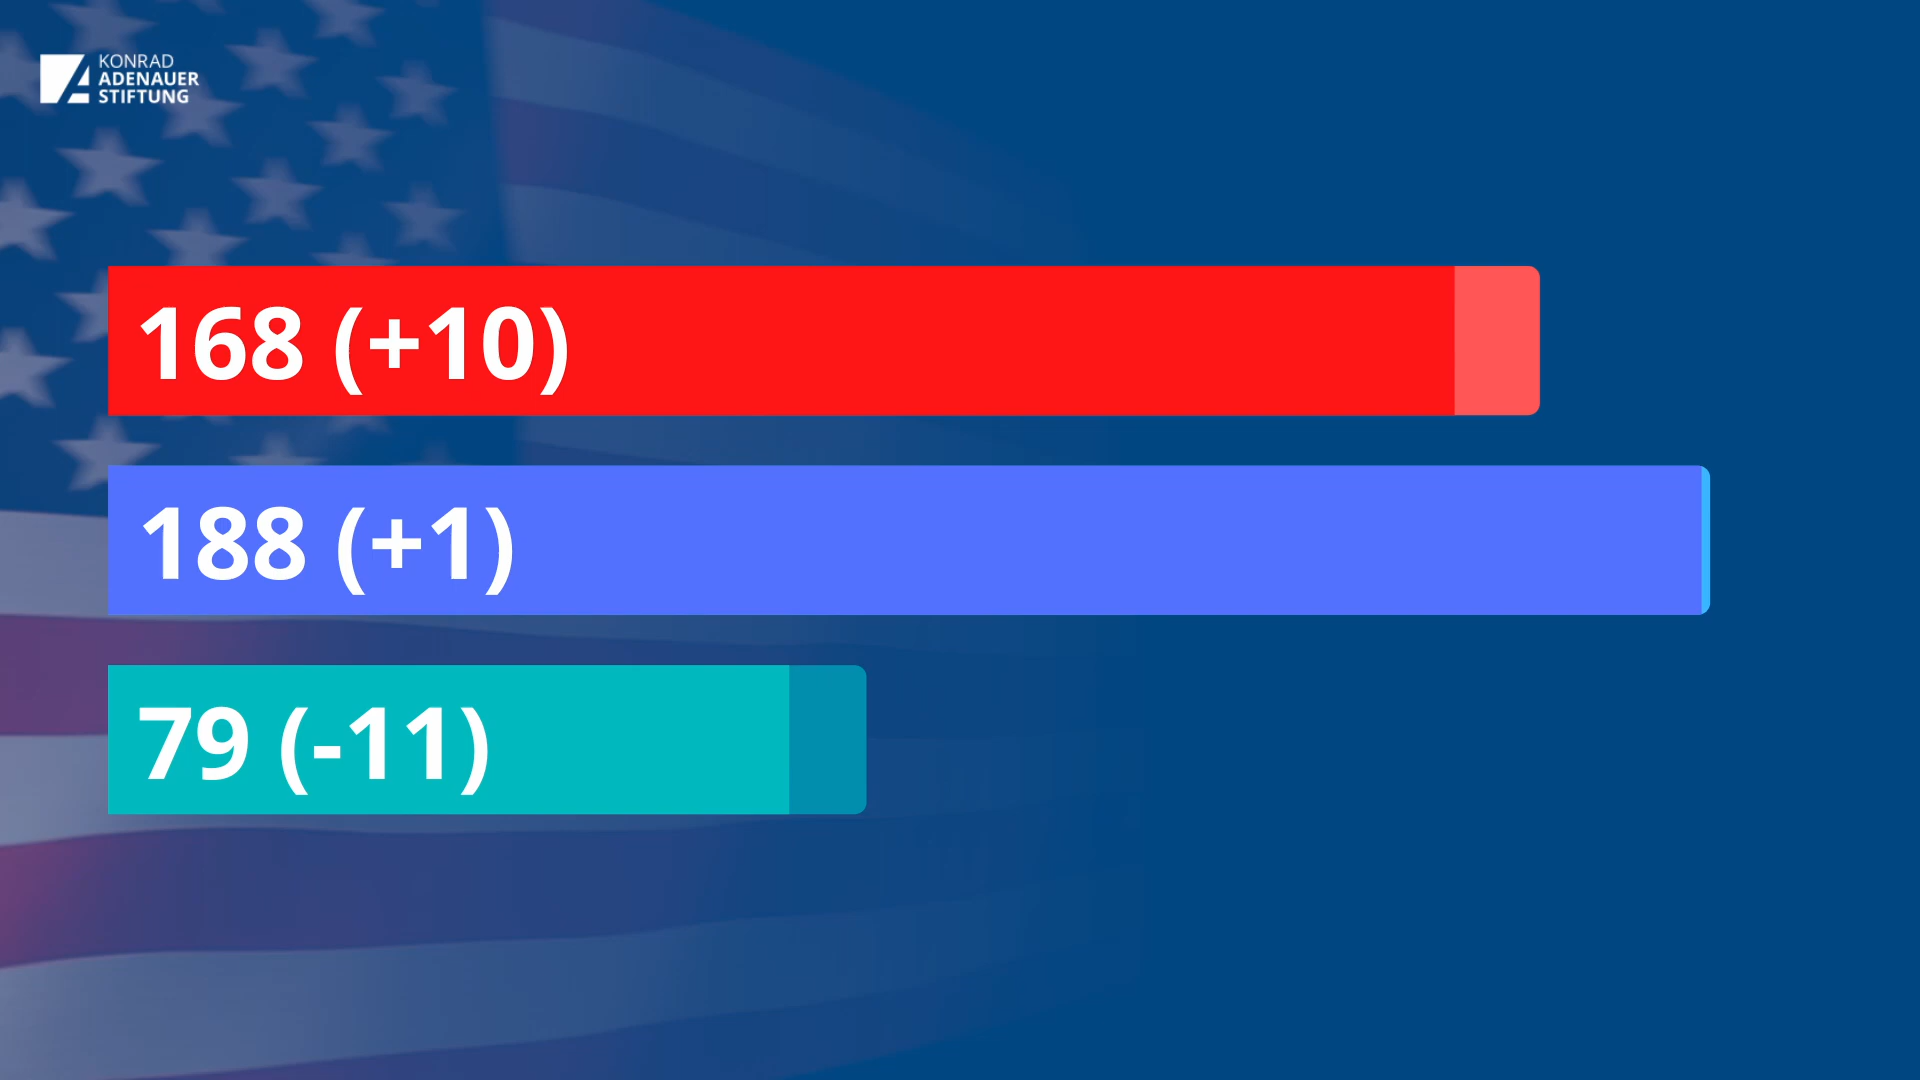 KONRAD
ADENAUER
STIFTUNG
168 (+10)
188 (+1)
79 (-11)